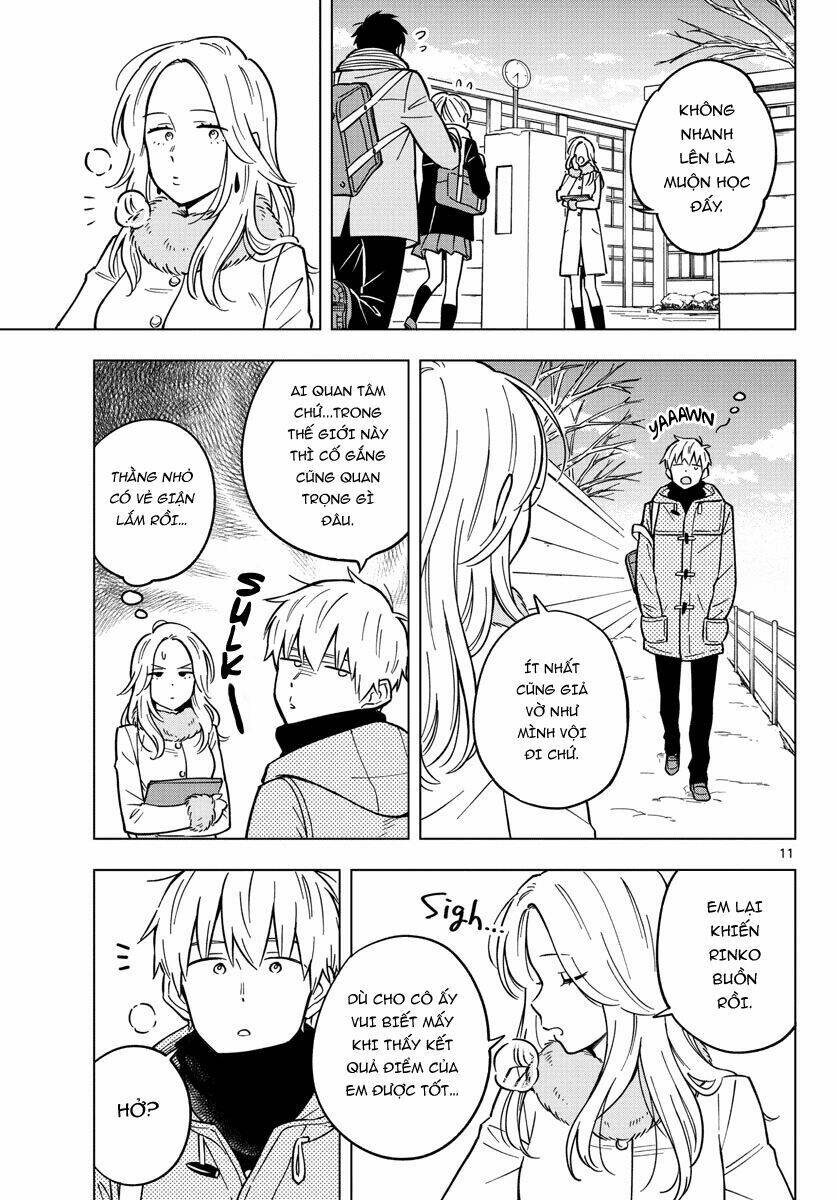 KHÔNG
NHANH
LÊN LÀ
MUỘN HỌC
ĐẤY.
YAAAWN
ÍT NHẤT
CŨNG GIẢ
VỜ NHƯ
MÌNH VỘI
ĐI CHỨ.
AI QUAN TÂM
CHỨ...TRONG
THẾ GIỚI NÀY
THÌ CỐ GẮNG
CŨNG QUAN
TRỌNG GÌ
ĐÂU.
SULKI
THẰNG NHỎ
CÓ VẺ GIẬN
LẮM RỒI...
11
EM LẠI
KHIẾN
RINKO
BUỒN
RỒI.
Sigh...
DÙ CHO CÔ ẤY
VUI BIẾT MẤY
KHI THẤY KẾT
QUẢ ĐIỂM CỦA
EM ĐƯỢC TỐT...
HỞ?